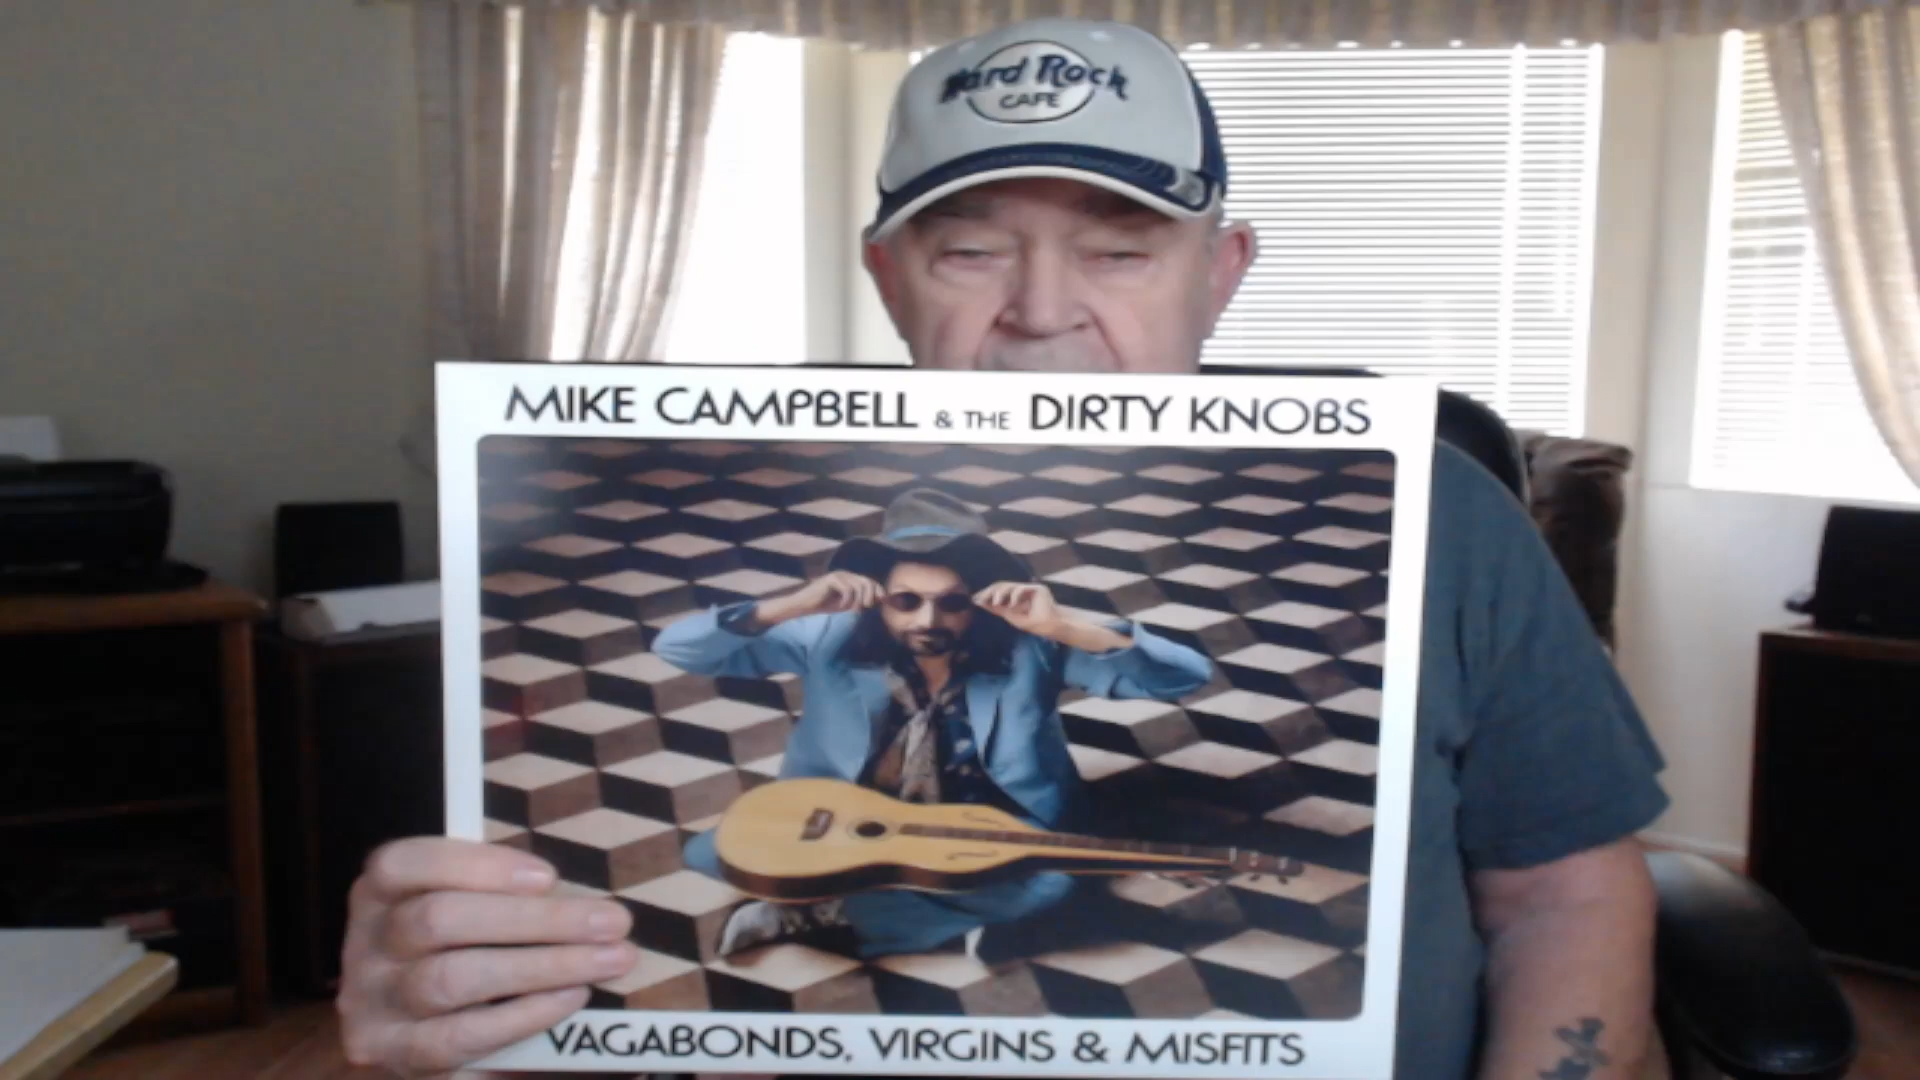 Hard Rock
CAFE
MIKE CAMPBELL & THE DIRTY KNOBS
VAGABONDS, VIRGINS & MISFITS